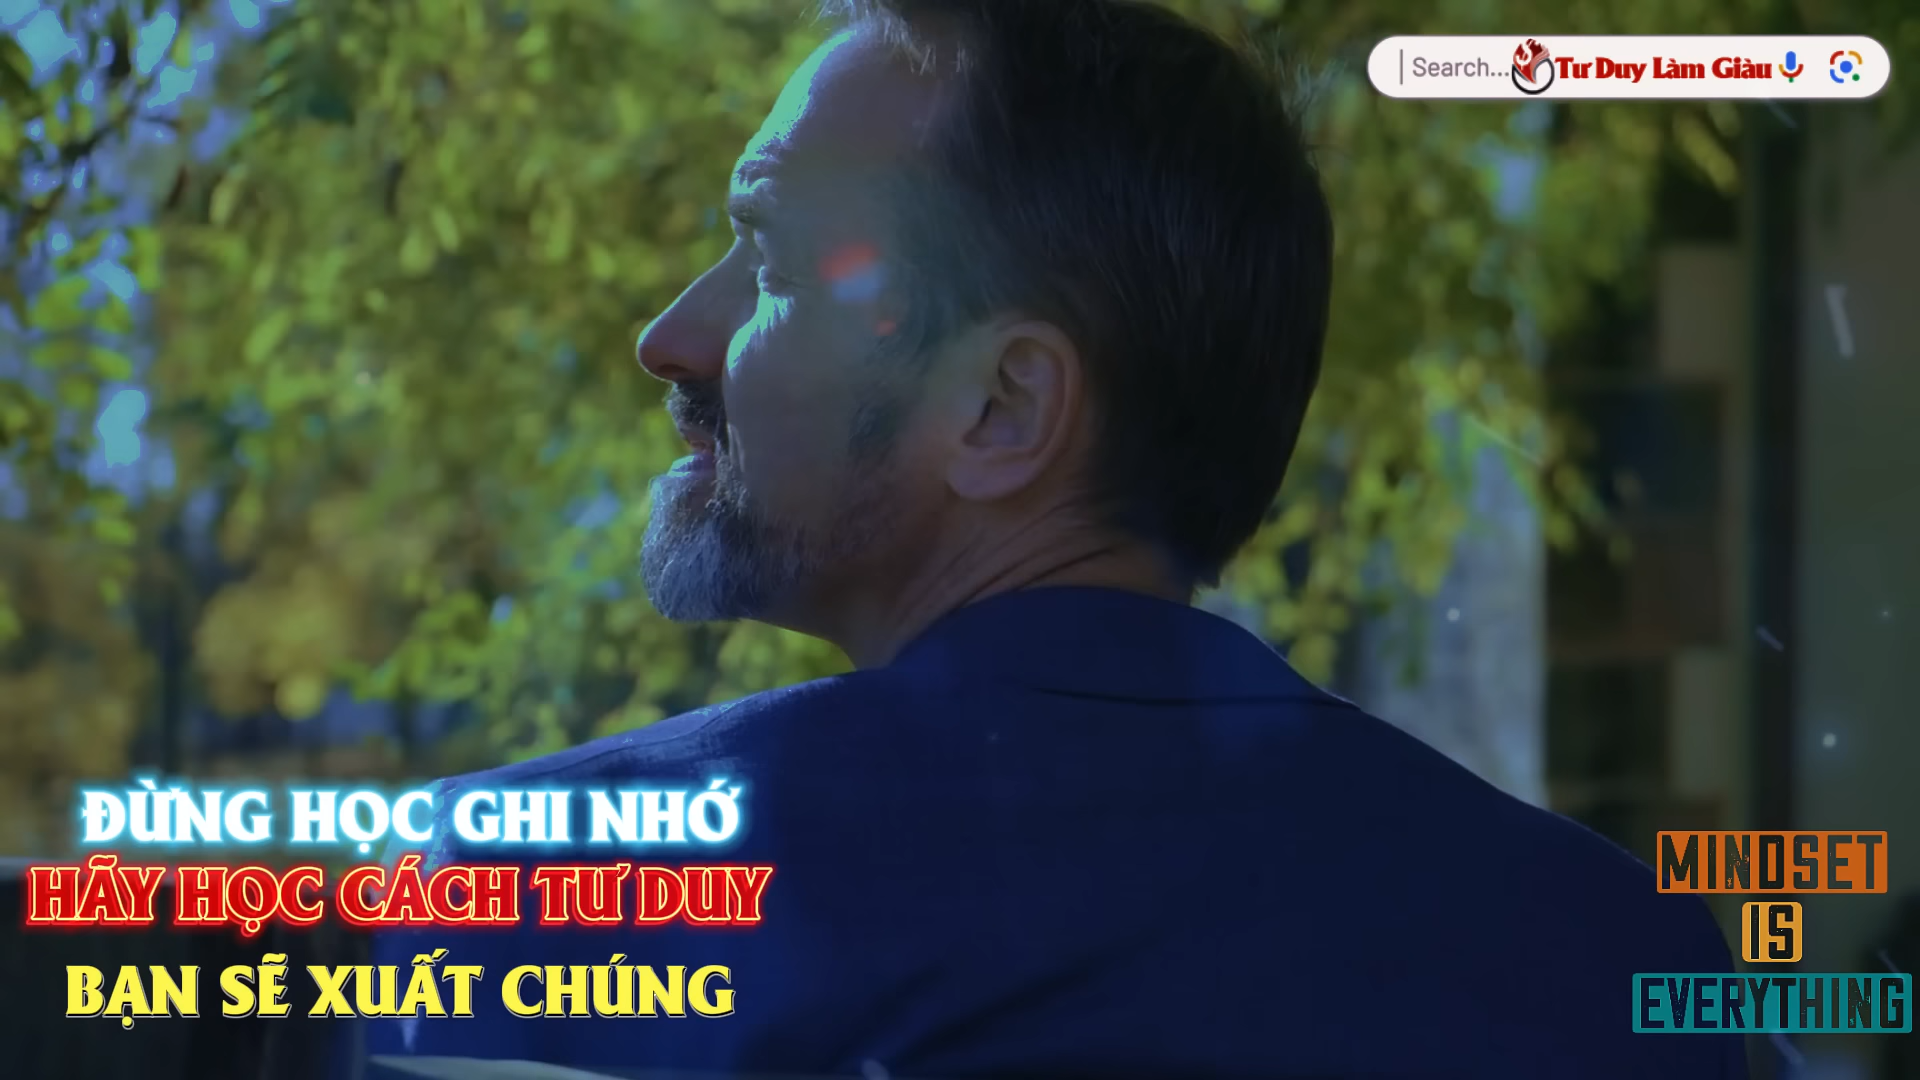 Search... Tư Duy Làm Giàu
ĐỪNG HỌC GHI NHỚ
HÃY HỌC CÁCH TƯ DUY
BẠN SẼ XUẤT CHÚNG
MINDSET
IS
EVERYTHING